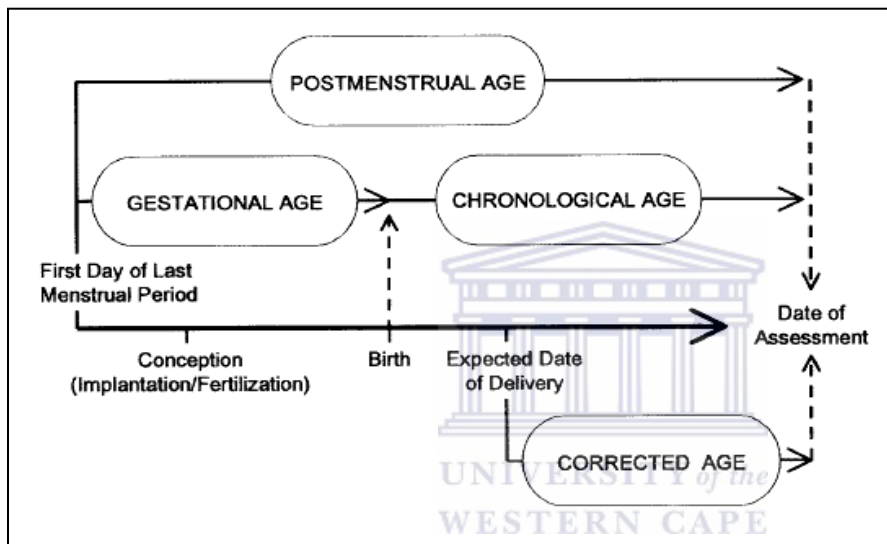 POSTMENSTRUAL AGE
GESTATIONAL AGE
CHRONOLOGICAL AGE
First Day of Last
Menstrual Period
Date of
Assessment
Conception
(Implantation/Fertilization)
Birth
Expected Date
of Delivery
CORRECTED AGE
UNIVERSITY of the
WESTERN CAPE